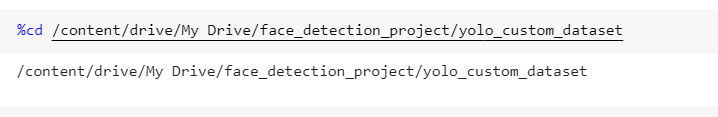 %cd /content/drive/My Drive/face_detection_project/yolo_custom_dataset
/content/drive/My Drive/face_detection_project/yolo_custom_dataset